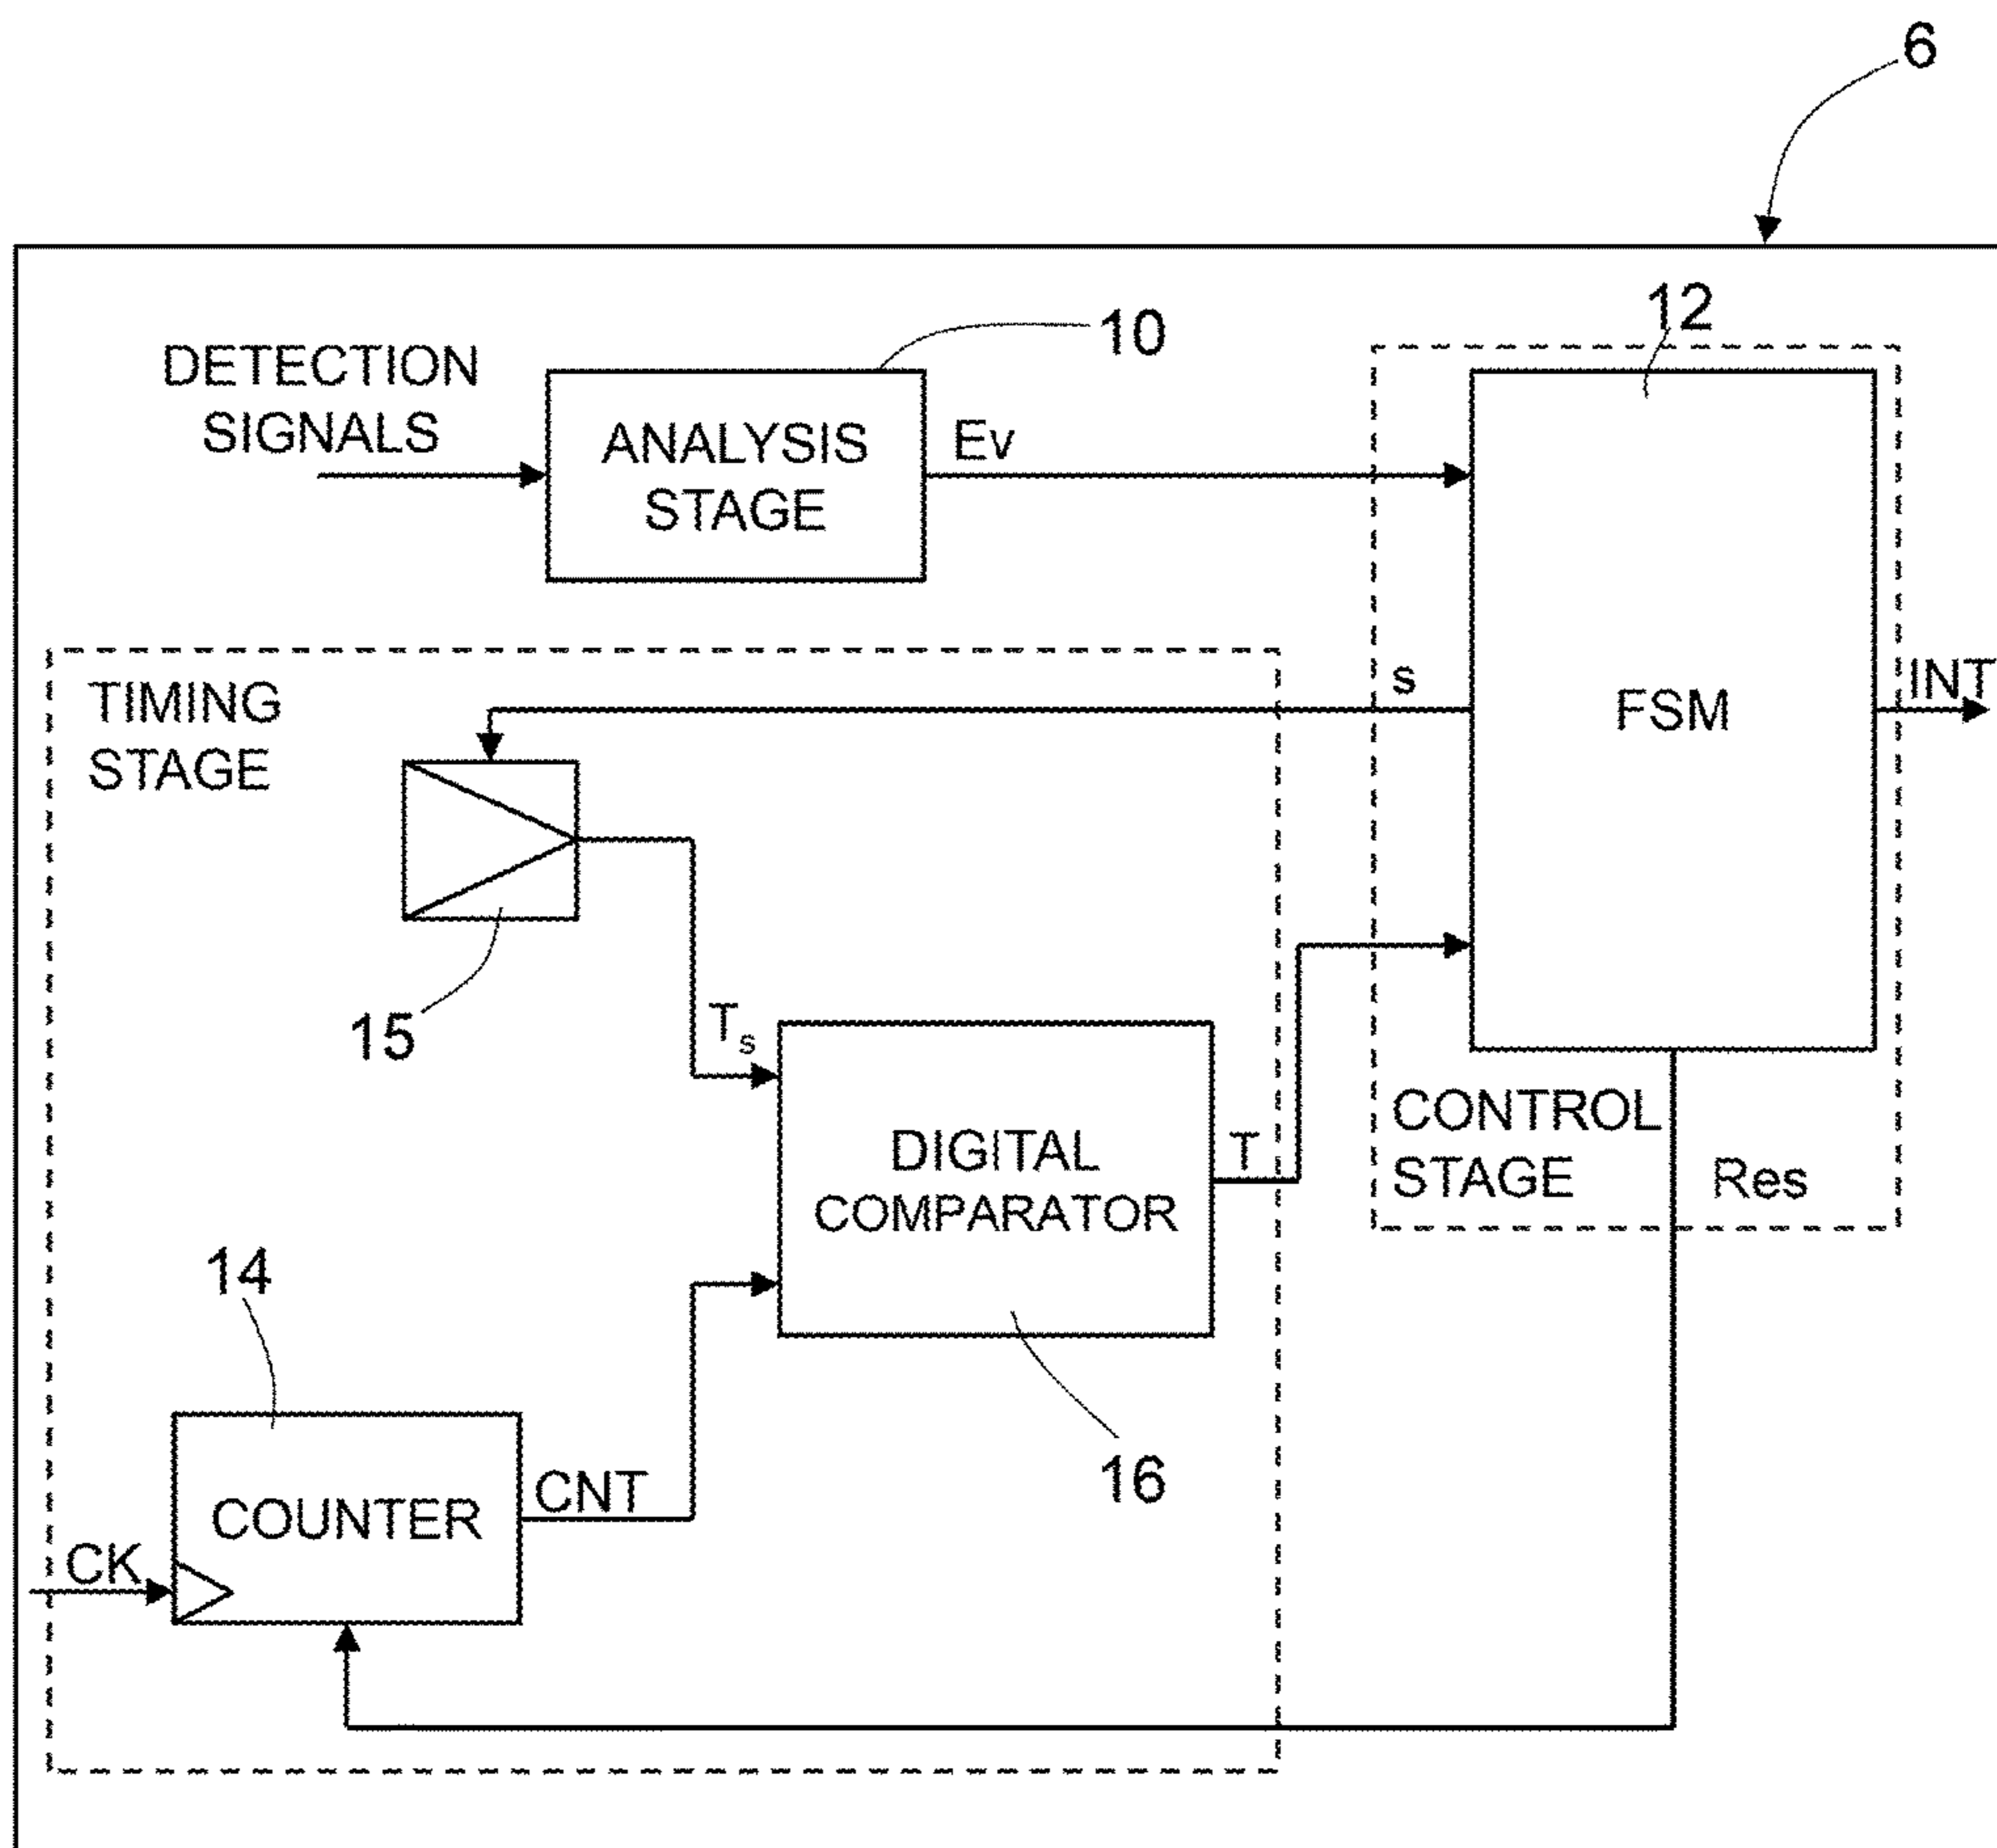 6
12
10
DETECTION
SIGNALS
ANALYSIS
STAGE
Ev
TIMING
STAGE
s
FSM
INT
15
Ts
DIGITAL
COMPARATOR
T
CONTROL
STAGE
Res
14
16
COUNTER
CNT
CK